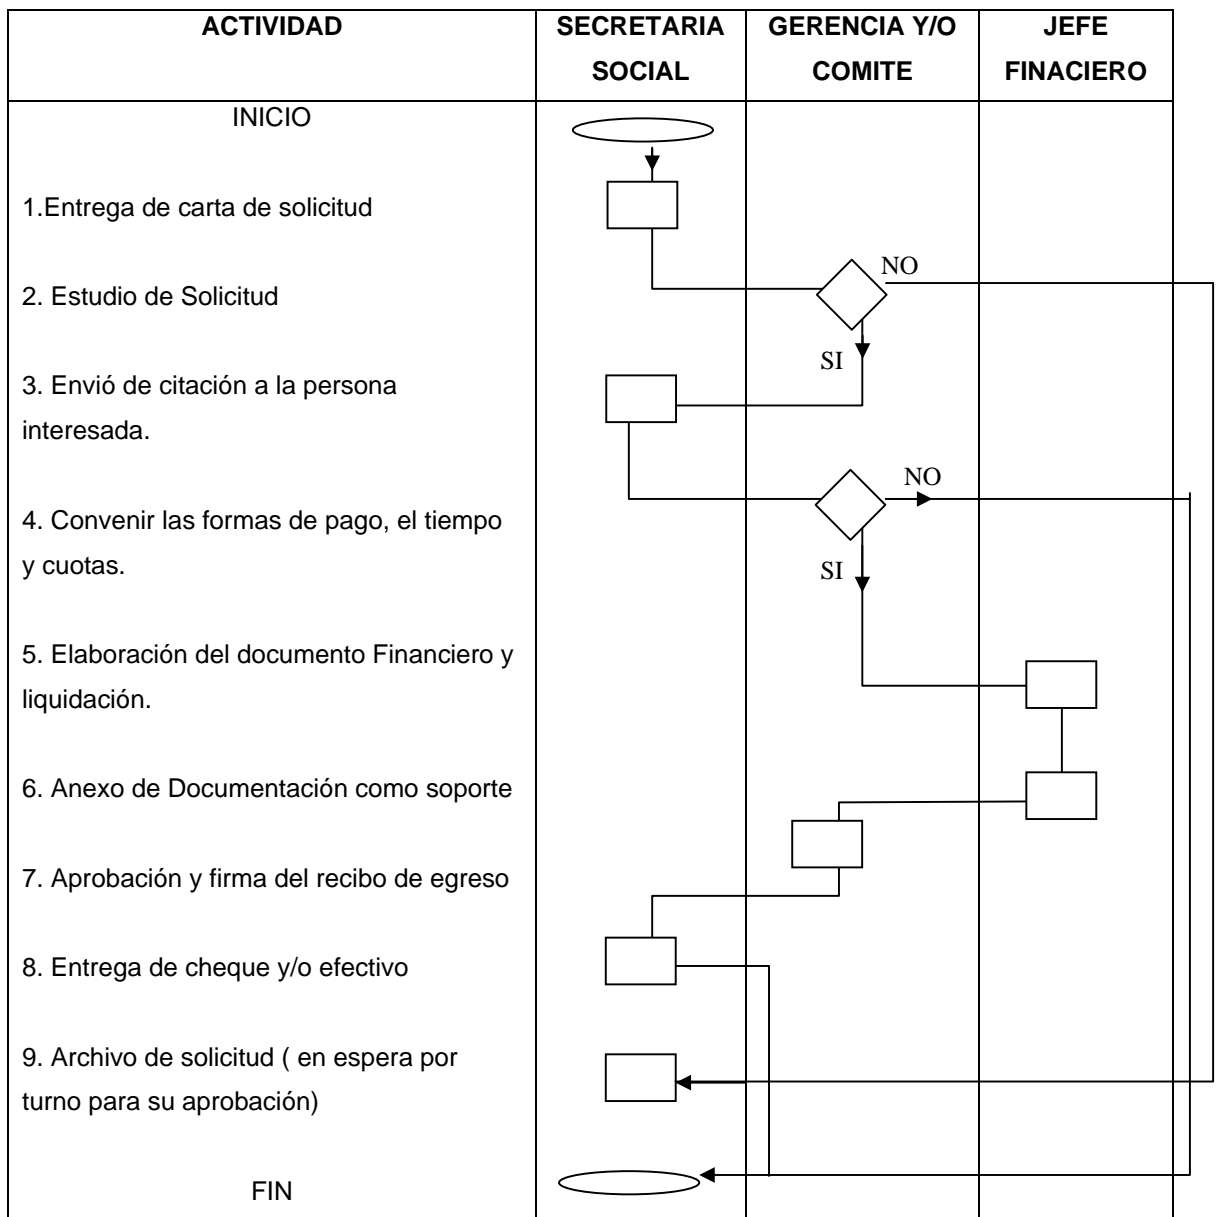 ACTIVIDAD
SECRETARIA
SOCIAL
GERENCIA Y/O
COMITE
JEFE
FINACIERO
INICIO
1.Entrega de carta de solicitud
NO
2. Estudio de Solicitud
SI
3. Envió de citación a la persona
interesada.
NO
4. Convenir las formas de pago, el tiempo
y cuotas.
SI
5. Elaboración del documento Financiero y
liquidación.
6. Anexo de Documentación como soporte
7. Aprobación y firma del recibo de egreso
8. Entrega de cheque y/o efectivo
9. Archivo de solicitud ( en espera por
turno para su aprobación)
FIN